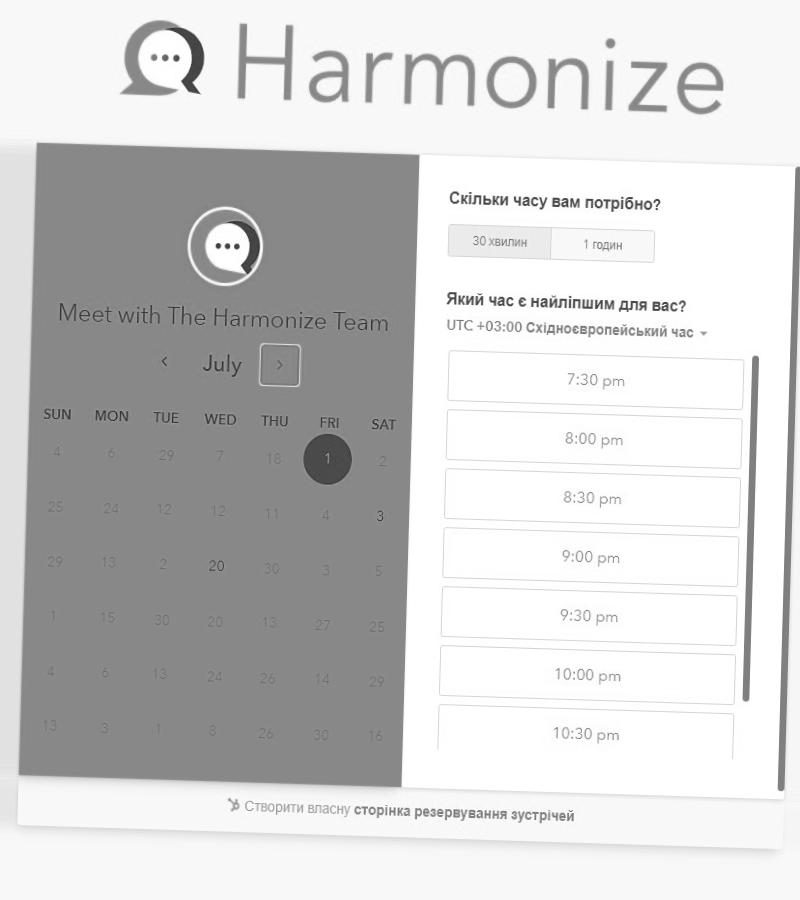 Harmonize
Meet with The Harmonize Team
July
SUN MON TUE WED THU FRI SAT
4 6 29 7 18 1 2
25 24 12 12 11 4 3
29 13 2 20 30 3 5
1 15 30 20 13 27 25
4 6 13 24 26 14 29
13 3 1 8 26 30 16
Скільки часу вам потрібно?
30 хвилин 1 годин
Який час є найліпшим для вас?
UTC +03:00 Східноєвропейський час
7:30 pm
8:00 pm
8:30 pm
9:00 pm
9:30 pm
10:00 pm
10:30 pm
Створити власну сторінка резервування зустрічей